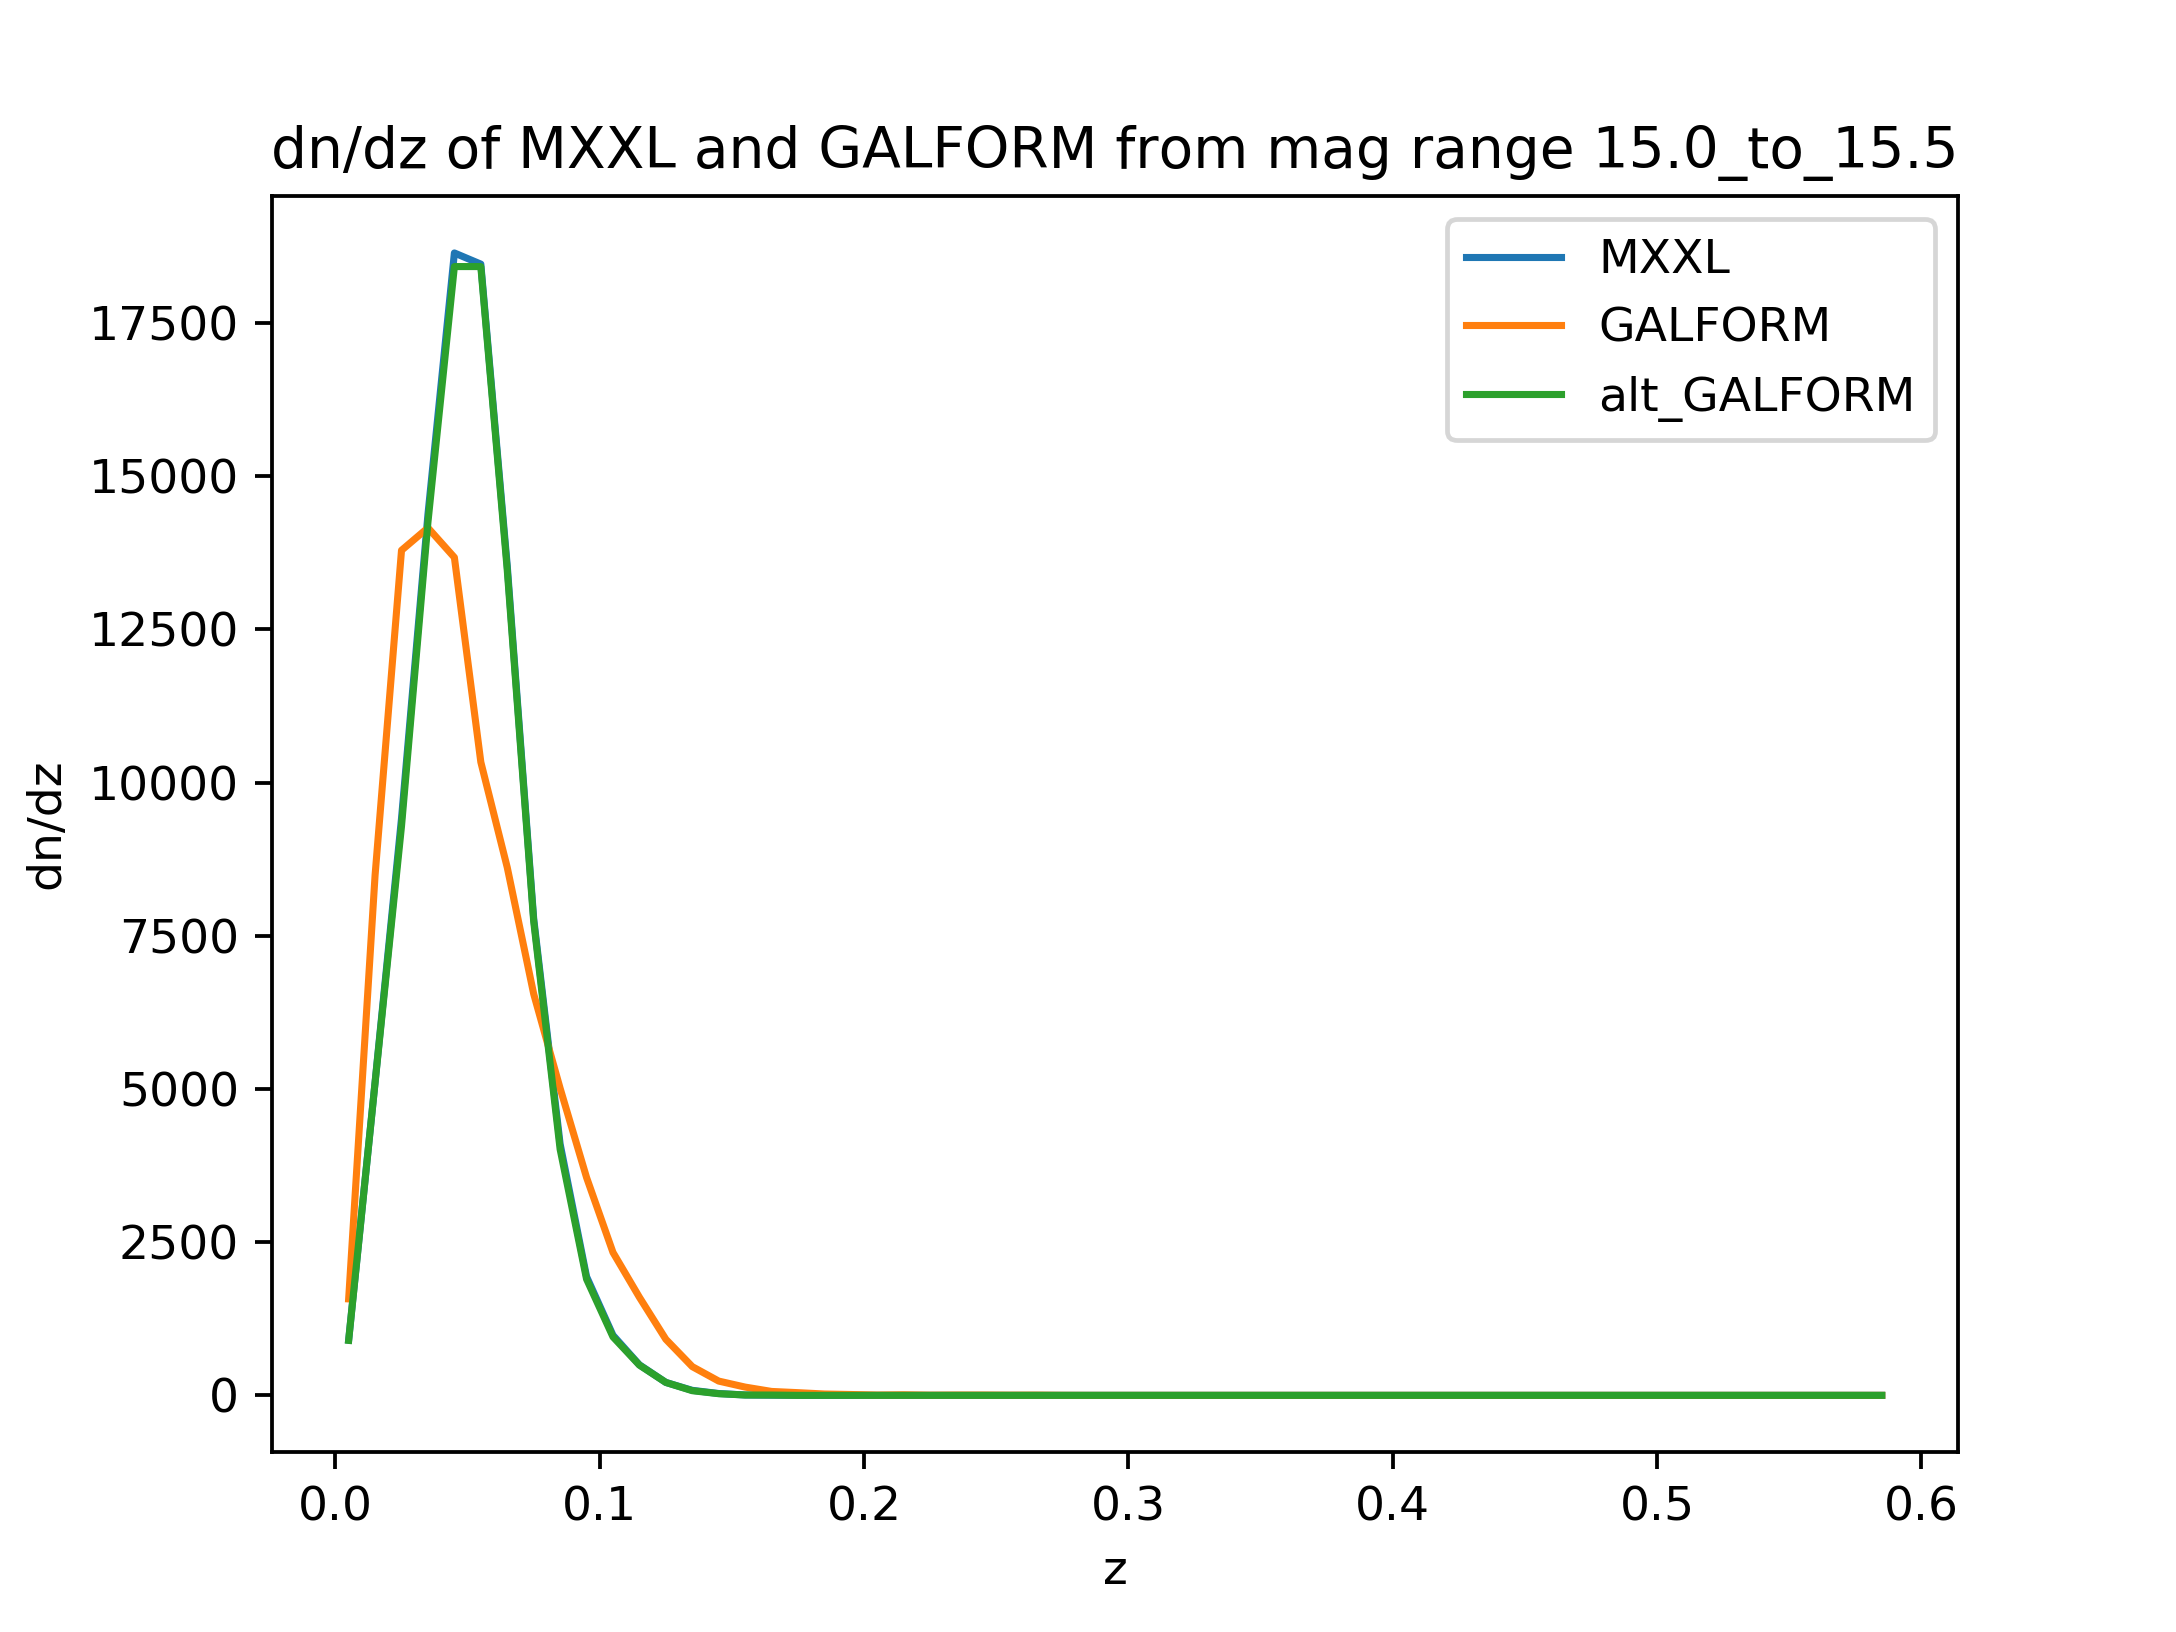 dn/dz of MXXL and GALFORM from mag range 15.0_to_15.5
MXXL
GALFORM
alt_GALFORM
dn/dz
17500
15000
12500
10000
7500
5000
2500
0
0.0 0.1 0.2 0.3 0.4 0.5 0.6
z